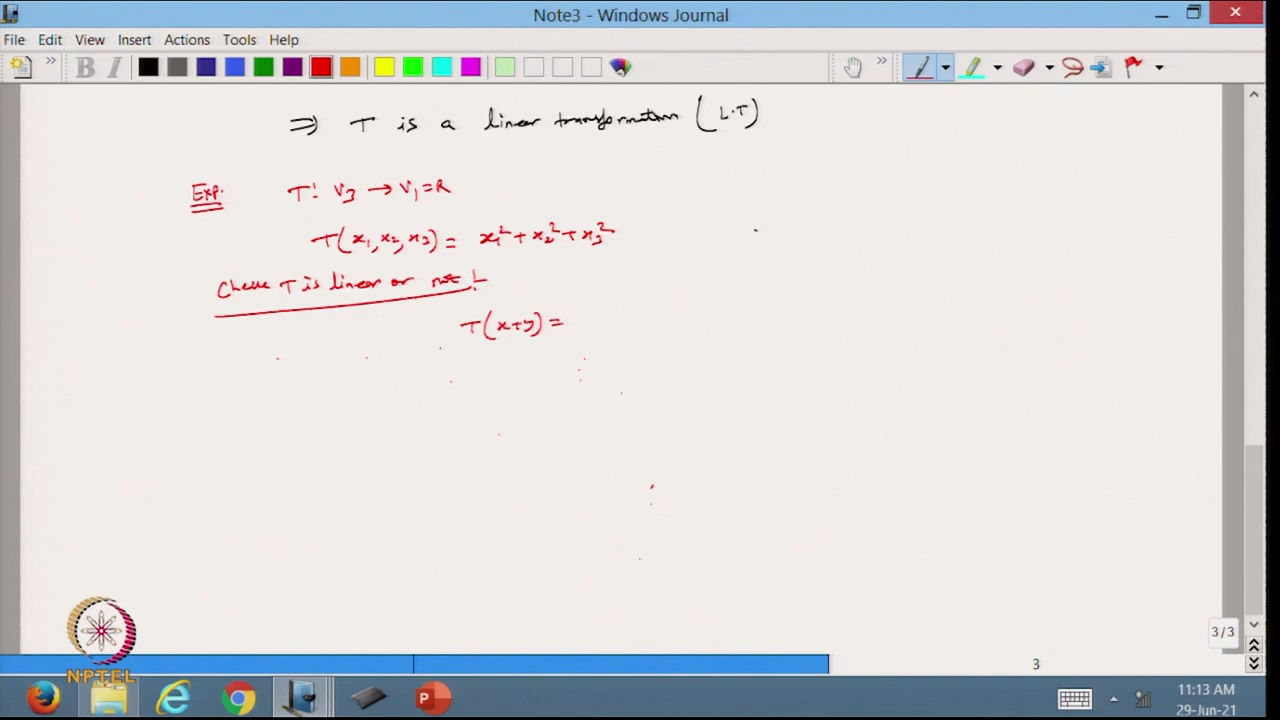 Note3 - Windows Journal
File Edit View Insert Actions Tools Help
B I
⇒ T is a linear transformation (L.T)
Exp. T: V₃ → V₁=R
T(x₁,x₂,x₃) = x₁²+x₂²+x₃²
Check T is linear or not!
T(x+y) =
3/3
3
NPTEL
11:13 AM
29-Jun-21